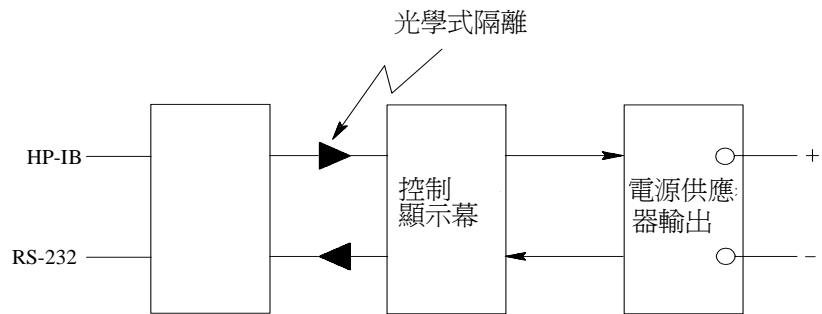 光學式隔離
HP-IB
RS-232
控制
顯示幕
電源供應
器輸出
+
-